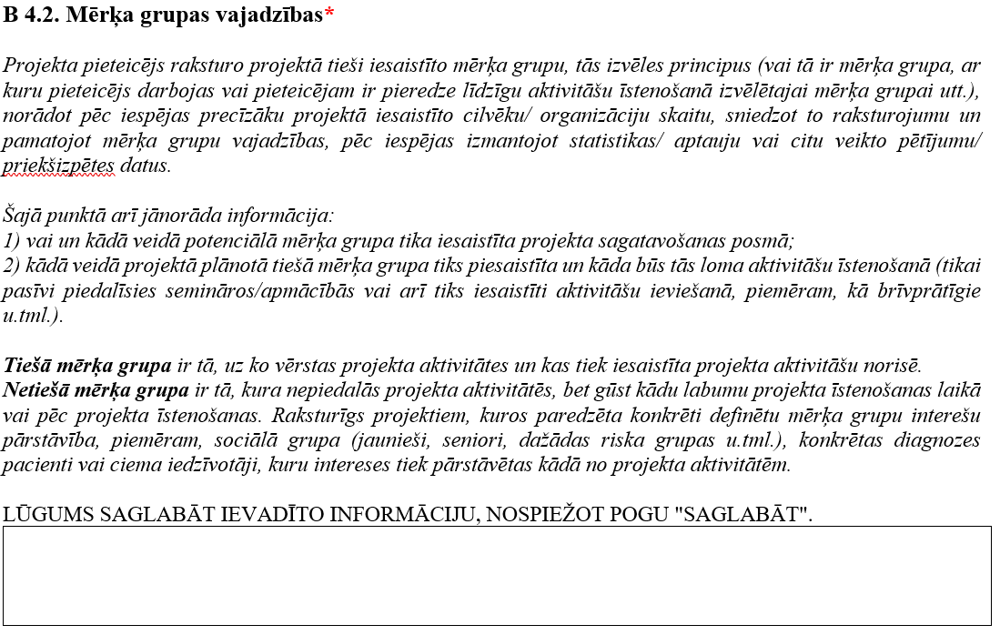 B 4.2. Mērķa grupas vajadzības*
Projekta pieteicējs raksturo projektā tieši iesaistīto mērķa grupu, tās izvēles principus (vai tā ir mērķa grupa, ar
kuru pieteicējs darbojas vai pieteicējam ir pieredze līdzīgu aktivitāšu īstenošanā izvēlētajai mērķa grupai utt.),
norādot pēc iespējas precīzāku projektā iesaistīto cilvēku/ organizāciju skaitu, sniedzot to raksturojumu un
pamatojot mērķa grupu vajadzības, pēc iespējas izmantojot statistikas/ aptauju vai citu veikto pētījumu/
priekšizpētes datus.
Šajā punktā arī jānorāda informācija:
1) vai un kādā veidā potenciālā mērķa grupa tika iesaistīta projekta sagatavošanas posmā;
2) kādā veidā projektā plānotā tiešā mērķa grupa tiks piesaistīta un kāda būs tās loma aktivitāšu īstenošanā (tikai
pasīvi piedalīsies semināros/apmācībās vai arī tiks iesaistīti aktivitāšu ieviešanā, piemēram, kā brīvprātīgie
u.tml.).
Tiešā mērķa grupa ir tā, uz ko vērstas projekta aktivitātes un kas tiek iesaistīta projekta aktivitāšu norisē.
Netiešā mērķa grupa ir tā, kura nepiedalās projekta aktivitātēs, bet gūst kādu labumu projekta īstenošanas laikā
vai pēc projekta īstenošanas. Raksturīgs projektiem, kuros paredzēta konkrēti definētu mērķa grupu interešu
pārstāvība, piemēram, sociālā grupa (jaunieši, seniori, dažādas riska grupas u.tml.), konkrētas diagnozes
pacienti vai ciema iedzīvotāji, kuru intereses tiek pārstāvētas kādā no projekta aktivitātēm.
LŪGUMS SAGLABĀT IEVADĪTO INFORMĀCIJU, NOSPIEŽOT POGU "SAGLABĀT".